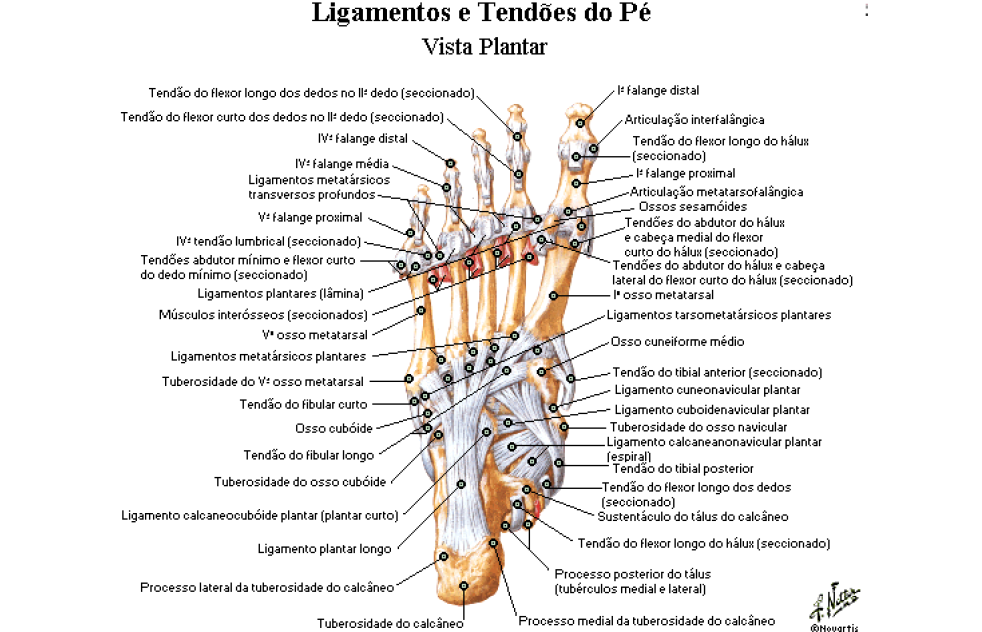 Ligamentos e Tendões do Pé
Vista Plantar
Tendão do flexor longo dos dedos no IIº dedo (seccionado)
Tendão do flexor curto dos dedos no IIº dedo (seccionado)
IVª falange distal
IVª falange média
Ligamentos metatársicos
transversos profundos
Vª falange proximal
IVº tendão lumbrical (seccionado)
Tendões abdutor mínimo e flexor curto
do dedo mínimo (seccionado)
Ligamentos plantares (lâmina)
Músculos interósseos (seccionados)
Vº osso metatarsal
Ligamentos metatársicos plantares
Tuberosidade do Vº osso metatarsal
Tendão do fibular curto
Osso cubóide
Tendão do fibular longo
Tuberosidade do osso cubóide
Ligamento calcaneocubóide plantar (plantar curto)
Ligamento plantar longo
Processo lateral da tuberosidade do calcâneo
Tuberosidade do calcâneo
Iª falange distal
Articulação interfalângica
Tendão do flexor longo do hálux
(seccionado)
Iª falange proximal
Articulação metatarsofalângica
Ossos sesamóides
Tendões do abdutor do hálux
e cabeça medial do flexor
curto do hálux (seccionado)
Tendões do abdutor do hálux e cabeça
lateral do flexor curto do hálux (seccionado)
Iº osso metatarsal
Ligamentos tarsometatársicos plantares
Osso cuneiforme médio
Tendão do tibial anterior (seccionado)
Ligamento cuneonavicular plantar
Ligamento cuboidenavicular plantar
Tuberosidade do osso navicular
Ligamento calcaneanonavicular plantar
(espiral)
Tendão do tibial posterior
Tendão do flexor longo dos dedos
(seccionado)
Sustentáculo do tálus do calcâneo
Tendão do flexor longo do hálux (seccionado)
Processo posterior do tálus
(tubérculos medial e lateral)
Processo medial da tuberosidade do calcâneo
©Novartis